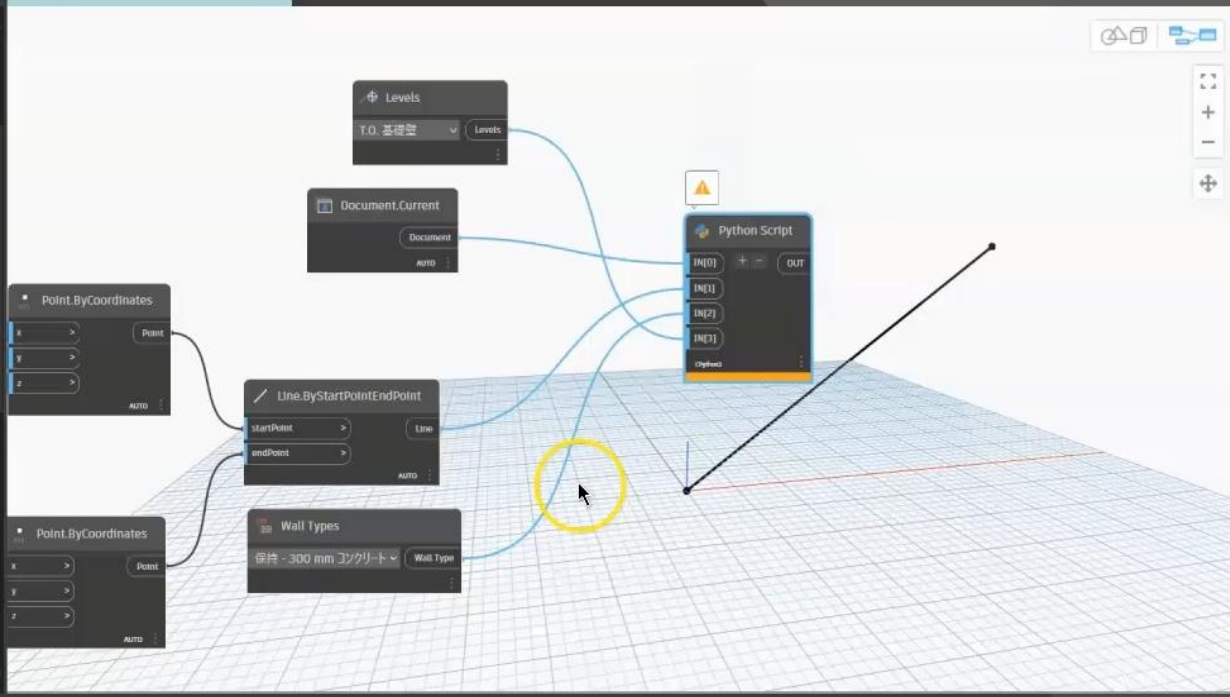 Levels
T.O. 基礎壁
Levels
Document.Current
Document
AUTO
Python Script
IN[0]
+ -
OUT
IN[1]
IN[2]
IN[3]
CPython3
Point.ByCoordinates
x >
Point
y >
z >
AUTO
Line.ByStartPointEndPoint
startPoint >
Line
endPoint >
AUTO
Wall Types
保持 - 300 mm コンクリート
Wall Type
Point.ByCoordinates
x >
Point
y >
z >
AUTO